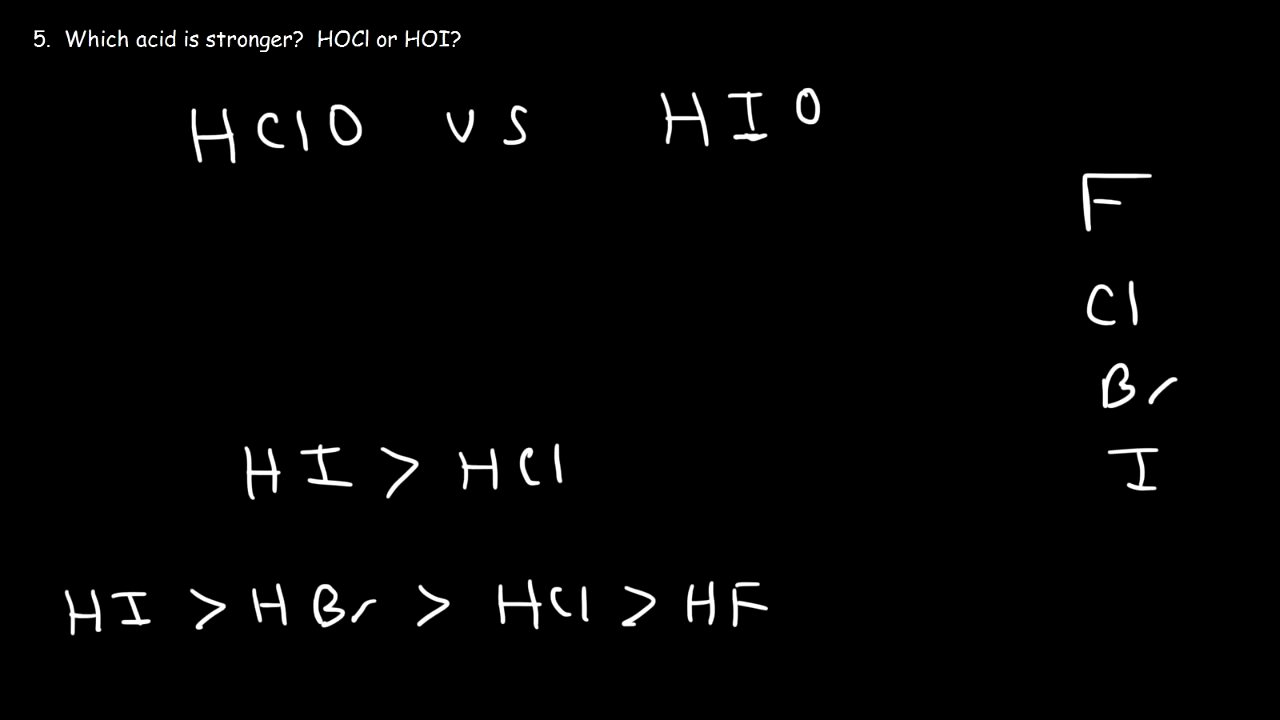 5. Which acid is stronger? HOCl or HOI?
HClO vs HIO
F
Cl
Br
I
HI > HCl
HI > HBr > HCl > HF